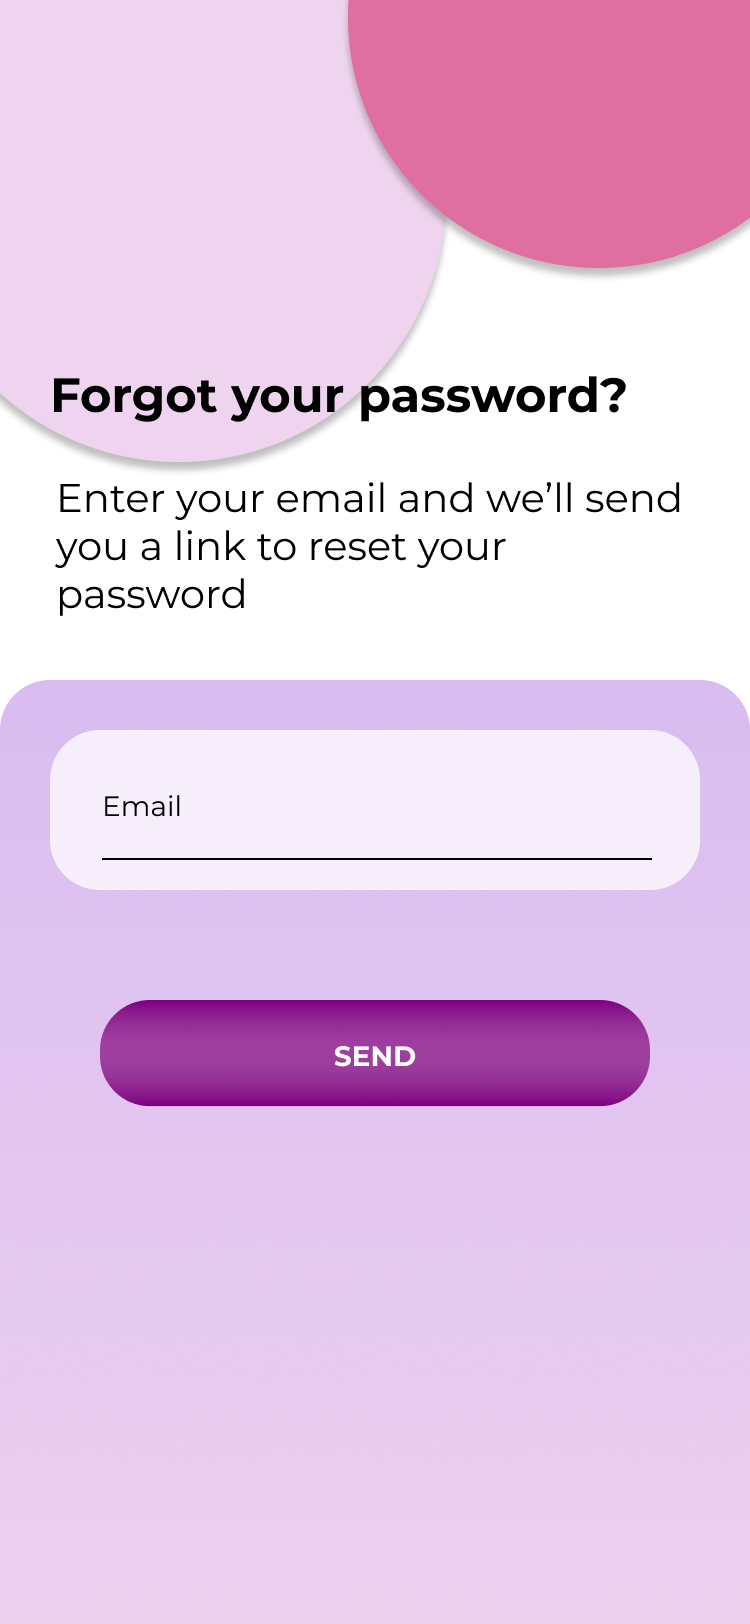 Forgot your password?
Enter your email and we’ll send
you a link to reset your
password
Email
SEND